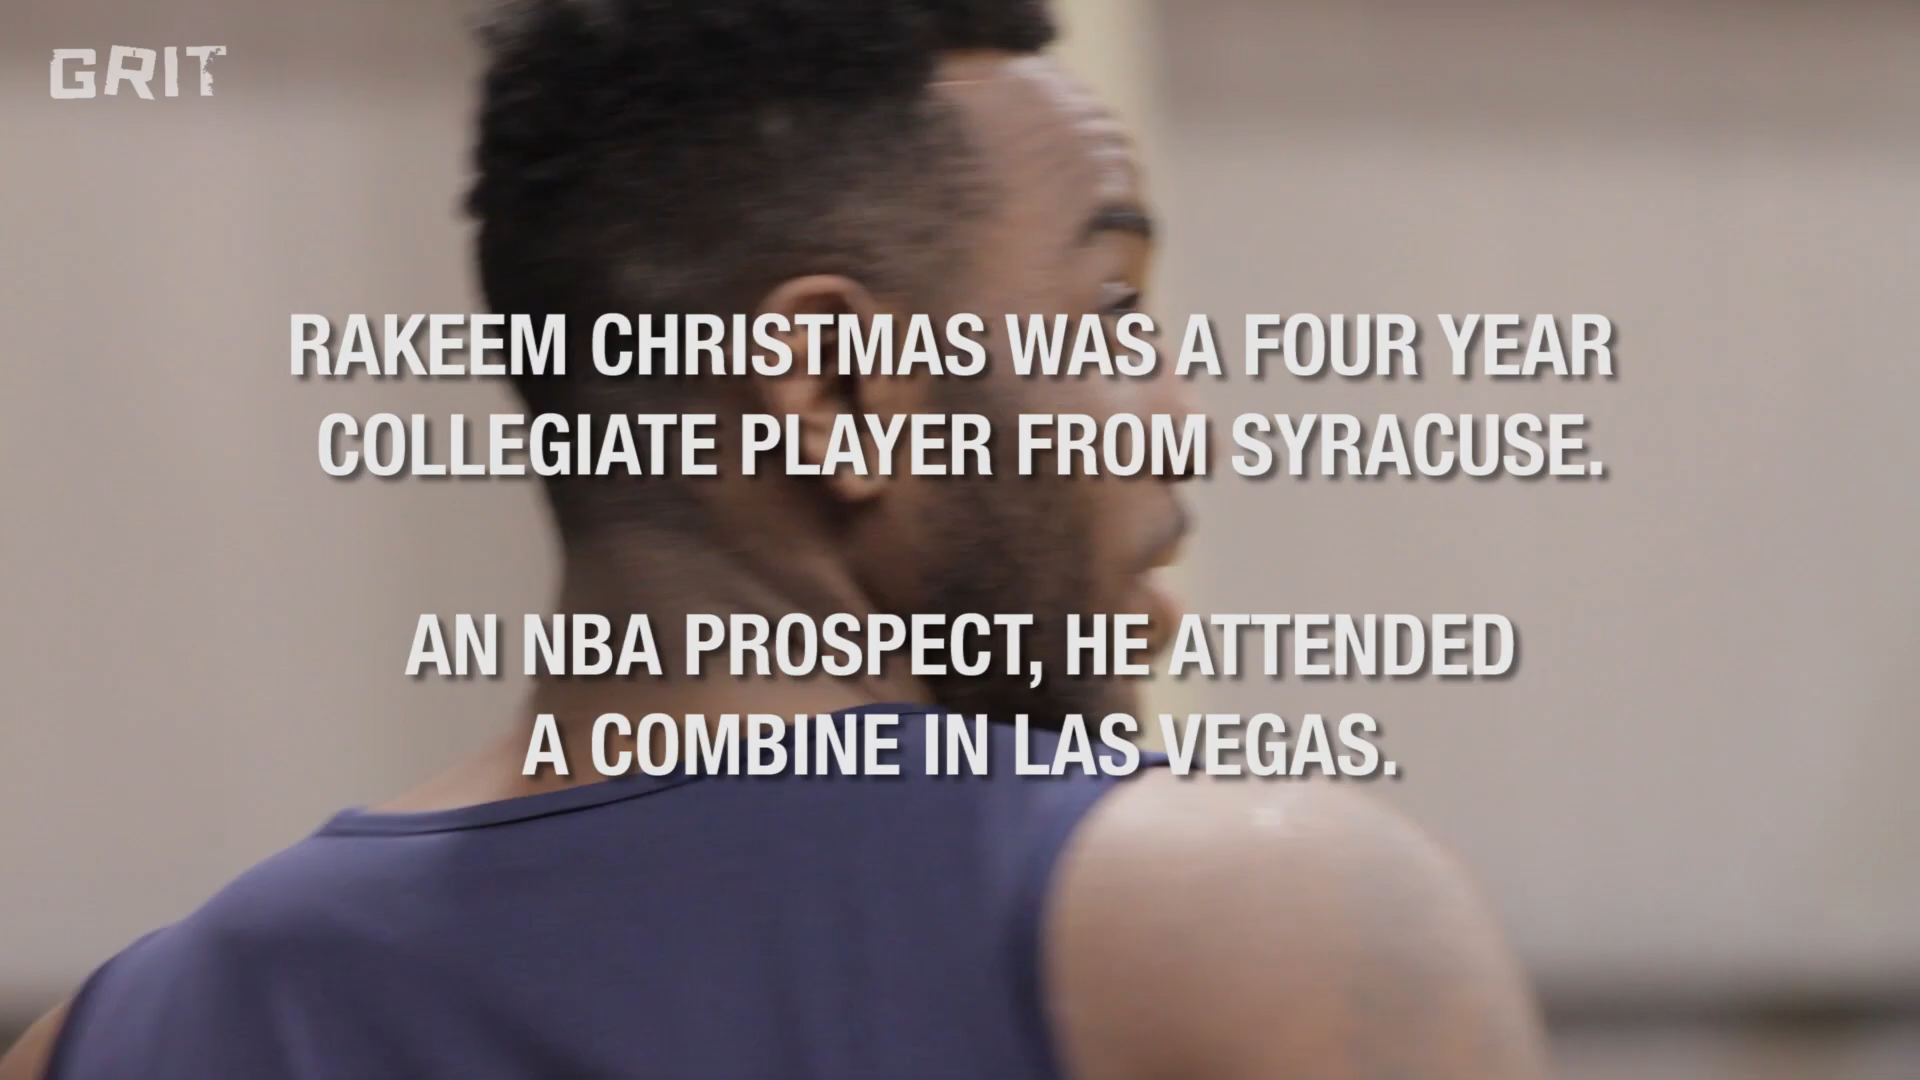 GRIT
RAKEEM CHRISTMAS WAS A FOUR YEAR
COLLEGIATE PLAYER FROM SYRACUSE.
AN NBA PROSPECT, HE ATTENDED
A COMBINE IN LAS VEGAS.